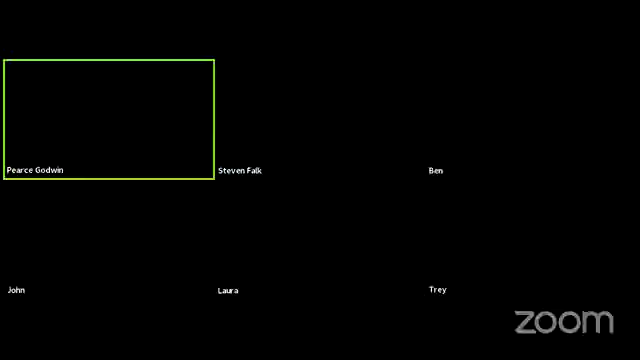 Pearce Godwin
Steven Falk
Ben
John
Laura
Trey
zoom